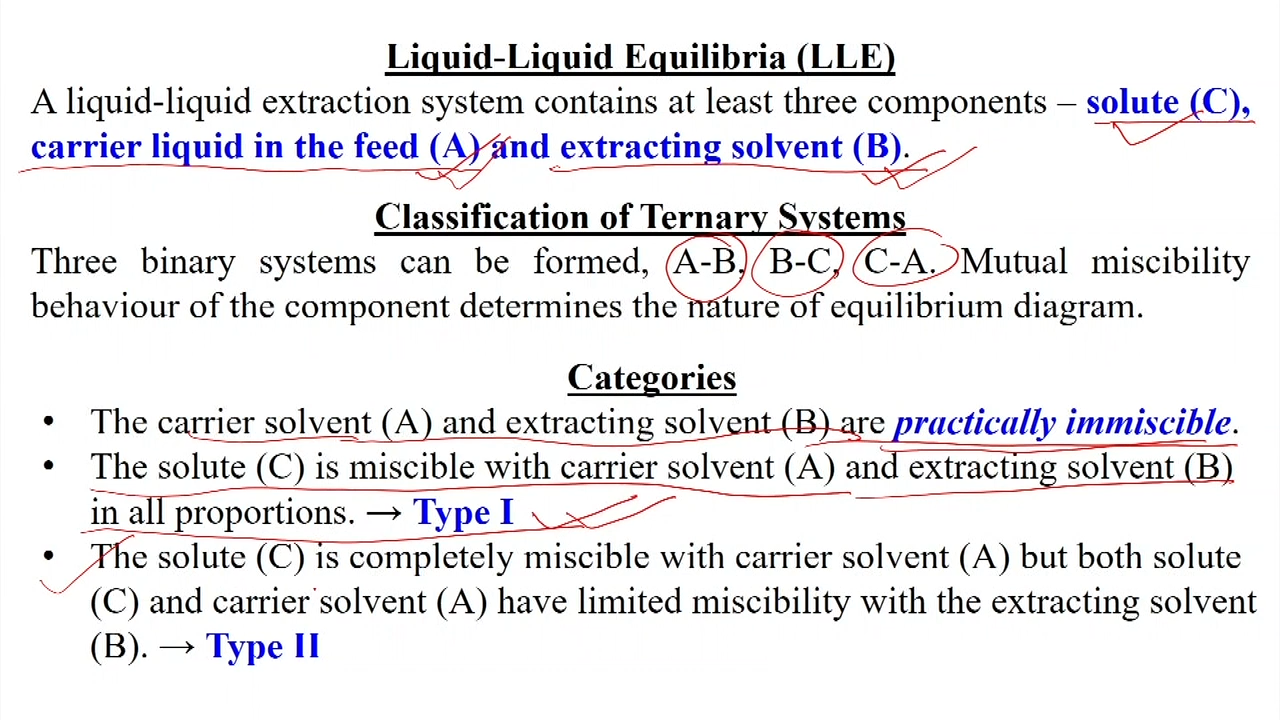 Liquid-Liquid Equilibria (LLE)
A liquid-liquid extraction system contains at least three components – solute (C),
carrier liquid in the feed (A) and extracting solvent (B).
Classification of Ternary Systems
Three binary systems can be formed, A-B, B-C, C-A. Mutual miscibility
behaviour of the component determines the nature of equilibrium diagram.
Categories
• The carrier solvent (A) and extracting solvent (B) are practically immiscible.
• The solute (C) is miscible with carrier solvent (A) and extracting solvent (B)
in all proportions. → Type I
• The solute (C) is completely miscible with carrier solvent (A) but both solute
(C) and carrier solvent (A) have limited miscibility with the extracting solvent
(B). → Type II